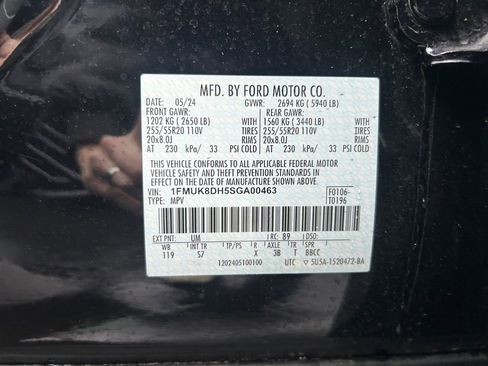 MFD. BY FORD MOTOR CO.
DATE: 05/24 GVWR: 2694 KG ( 5940 LB)
FRONT GAWR: REAR GAWR:
1202 KG ( 2650 LB) 1560 KG ( 3440 LB)
255/55R20 110V TIRES 255/55R20 110V TIRES
20x8.0J RIMS 20x8.0J RIMS
AT 230 kPa/ 33 PSI COLD AT 230 kPa/ 33 PSI COLD
THIS VEHICLE CONFORMS TO ALL APPLICABLE FEDERAL MOTOR
VEHICLE SAFETY AND THEFT PREVENTION STANDARDS IN EFFECT ON
THE DATE OF MANUFACTURE SHOWN ABOVE.
VIN: 1FMUK8DH5SGA00463 F0106-
TYPE: MPV T0196
EXT PNT: UM RC: 89 DSO:
WB INT TR TP/PS R AXLE TR SPR
119 S7 X 3B T BBCC
1202405100100 UTC ▽ 5U5A-1520472-BA